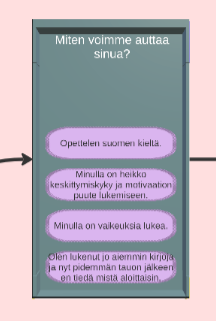 Miten voimme auttaa
sinua?
Opettelen suomen kieltä.
Minulla on heikko
keskittymiskyky ja motivaation
puute lukemiseen.
Minulla on vaikeuksia lukea.
Olen lukenut jo aiemmin kirjoja
ja nyt pidemmän tauon jälkeen
en tiedä mistä aloittaisin.